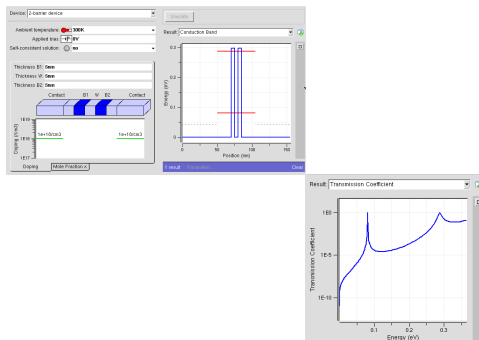 Device: 2-barrier device
Simulate
Ambient temperature: 300K
Applied bias: 0V
Self-consistent solution: no
Result: Conduction Band
Thickness B1: 5nm
Thickness W: 5nm
Thickness B2: 5nm
Contact B1 W B2 Contact
1E19
1E18
1E17
Doping (/cm3)
1e+10/cm3 1e+10/cm3
Doping Mole Fraction x
0.3
0.2
0.1
0
Energy (eV)
0 50 100 150
Position (nm)
1 result Parameters... Clear
Result: Transmission Coefficient
1E0
1E-5
1E-10
Transmission Coefficient
0.1 0.2 0.3
Energy (eV)